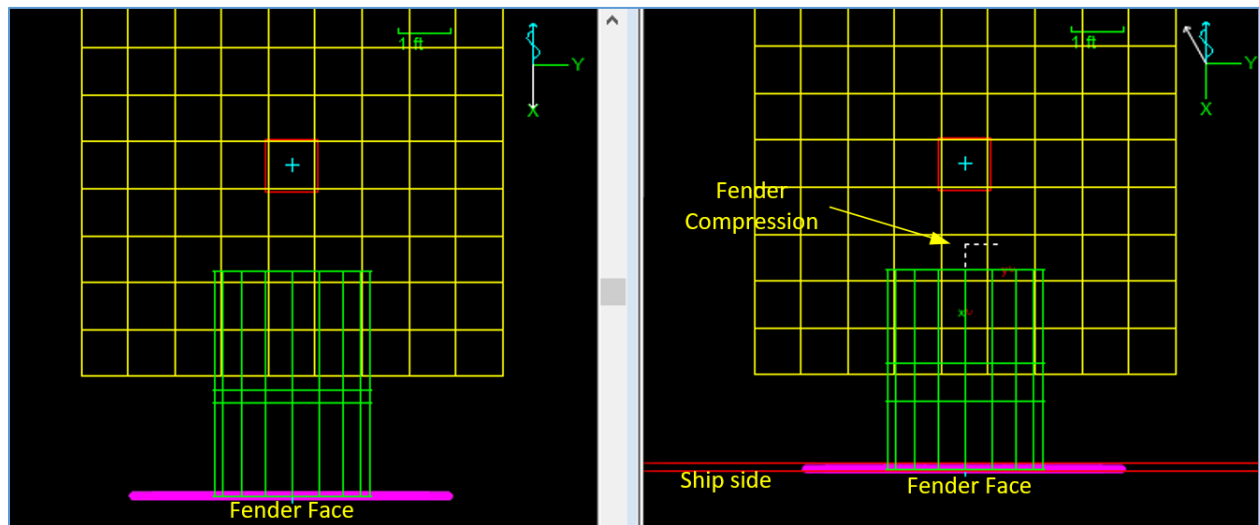 1 ft
Y
X
Fender Face
1 ft
Y
X
Fender
Compression
y
x
Ship side
Fender Face